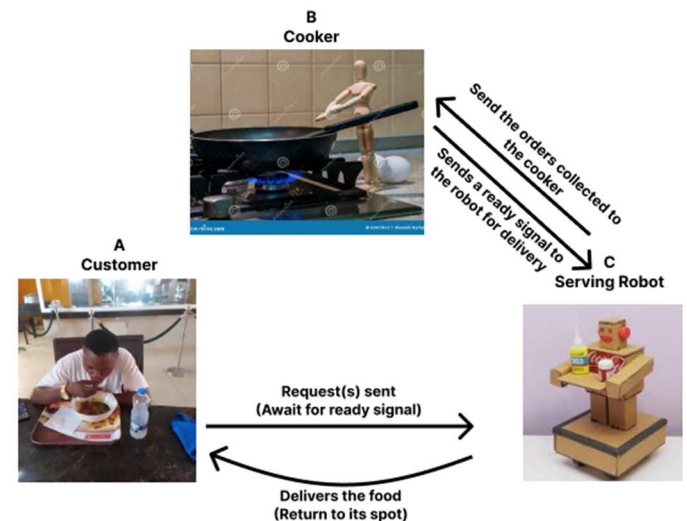 B
Cooker
Send the orders collected to
the cooker
Sends a ready signal to
the robot for delivery
A
Customer
C
Serving Robot
Request(s) sent
(Await for ready signal)
Delivers the food
(Return to its spot)